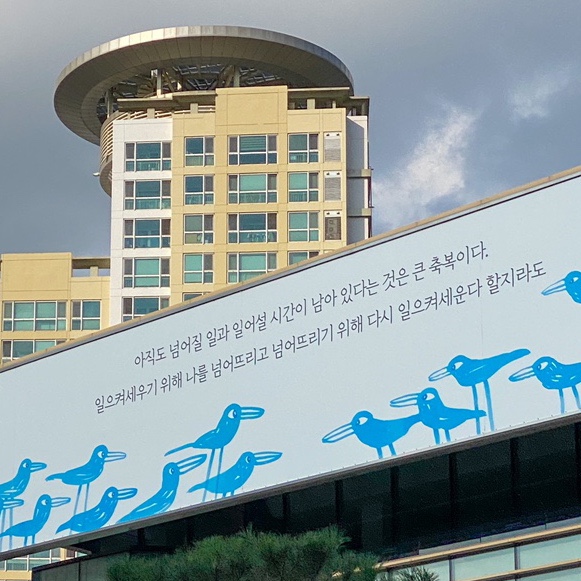 아직도 넘어질 일과 일어설 시간이 남아 있다는 것은 큰 축복이다.
일으켜세우기 위해 나를 넘어뜨리고 넘어뜨리기 위해 다시 일으켜세운다 할지라도